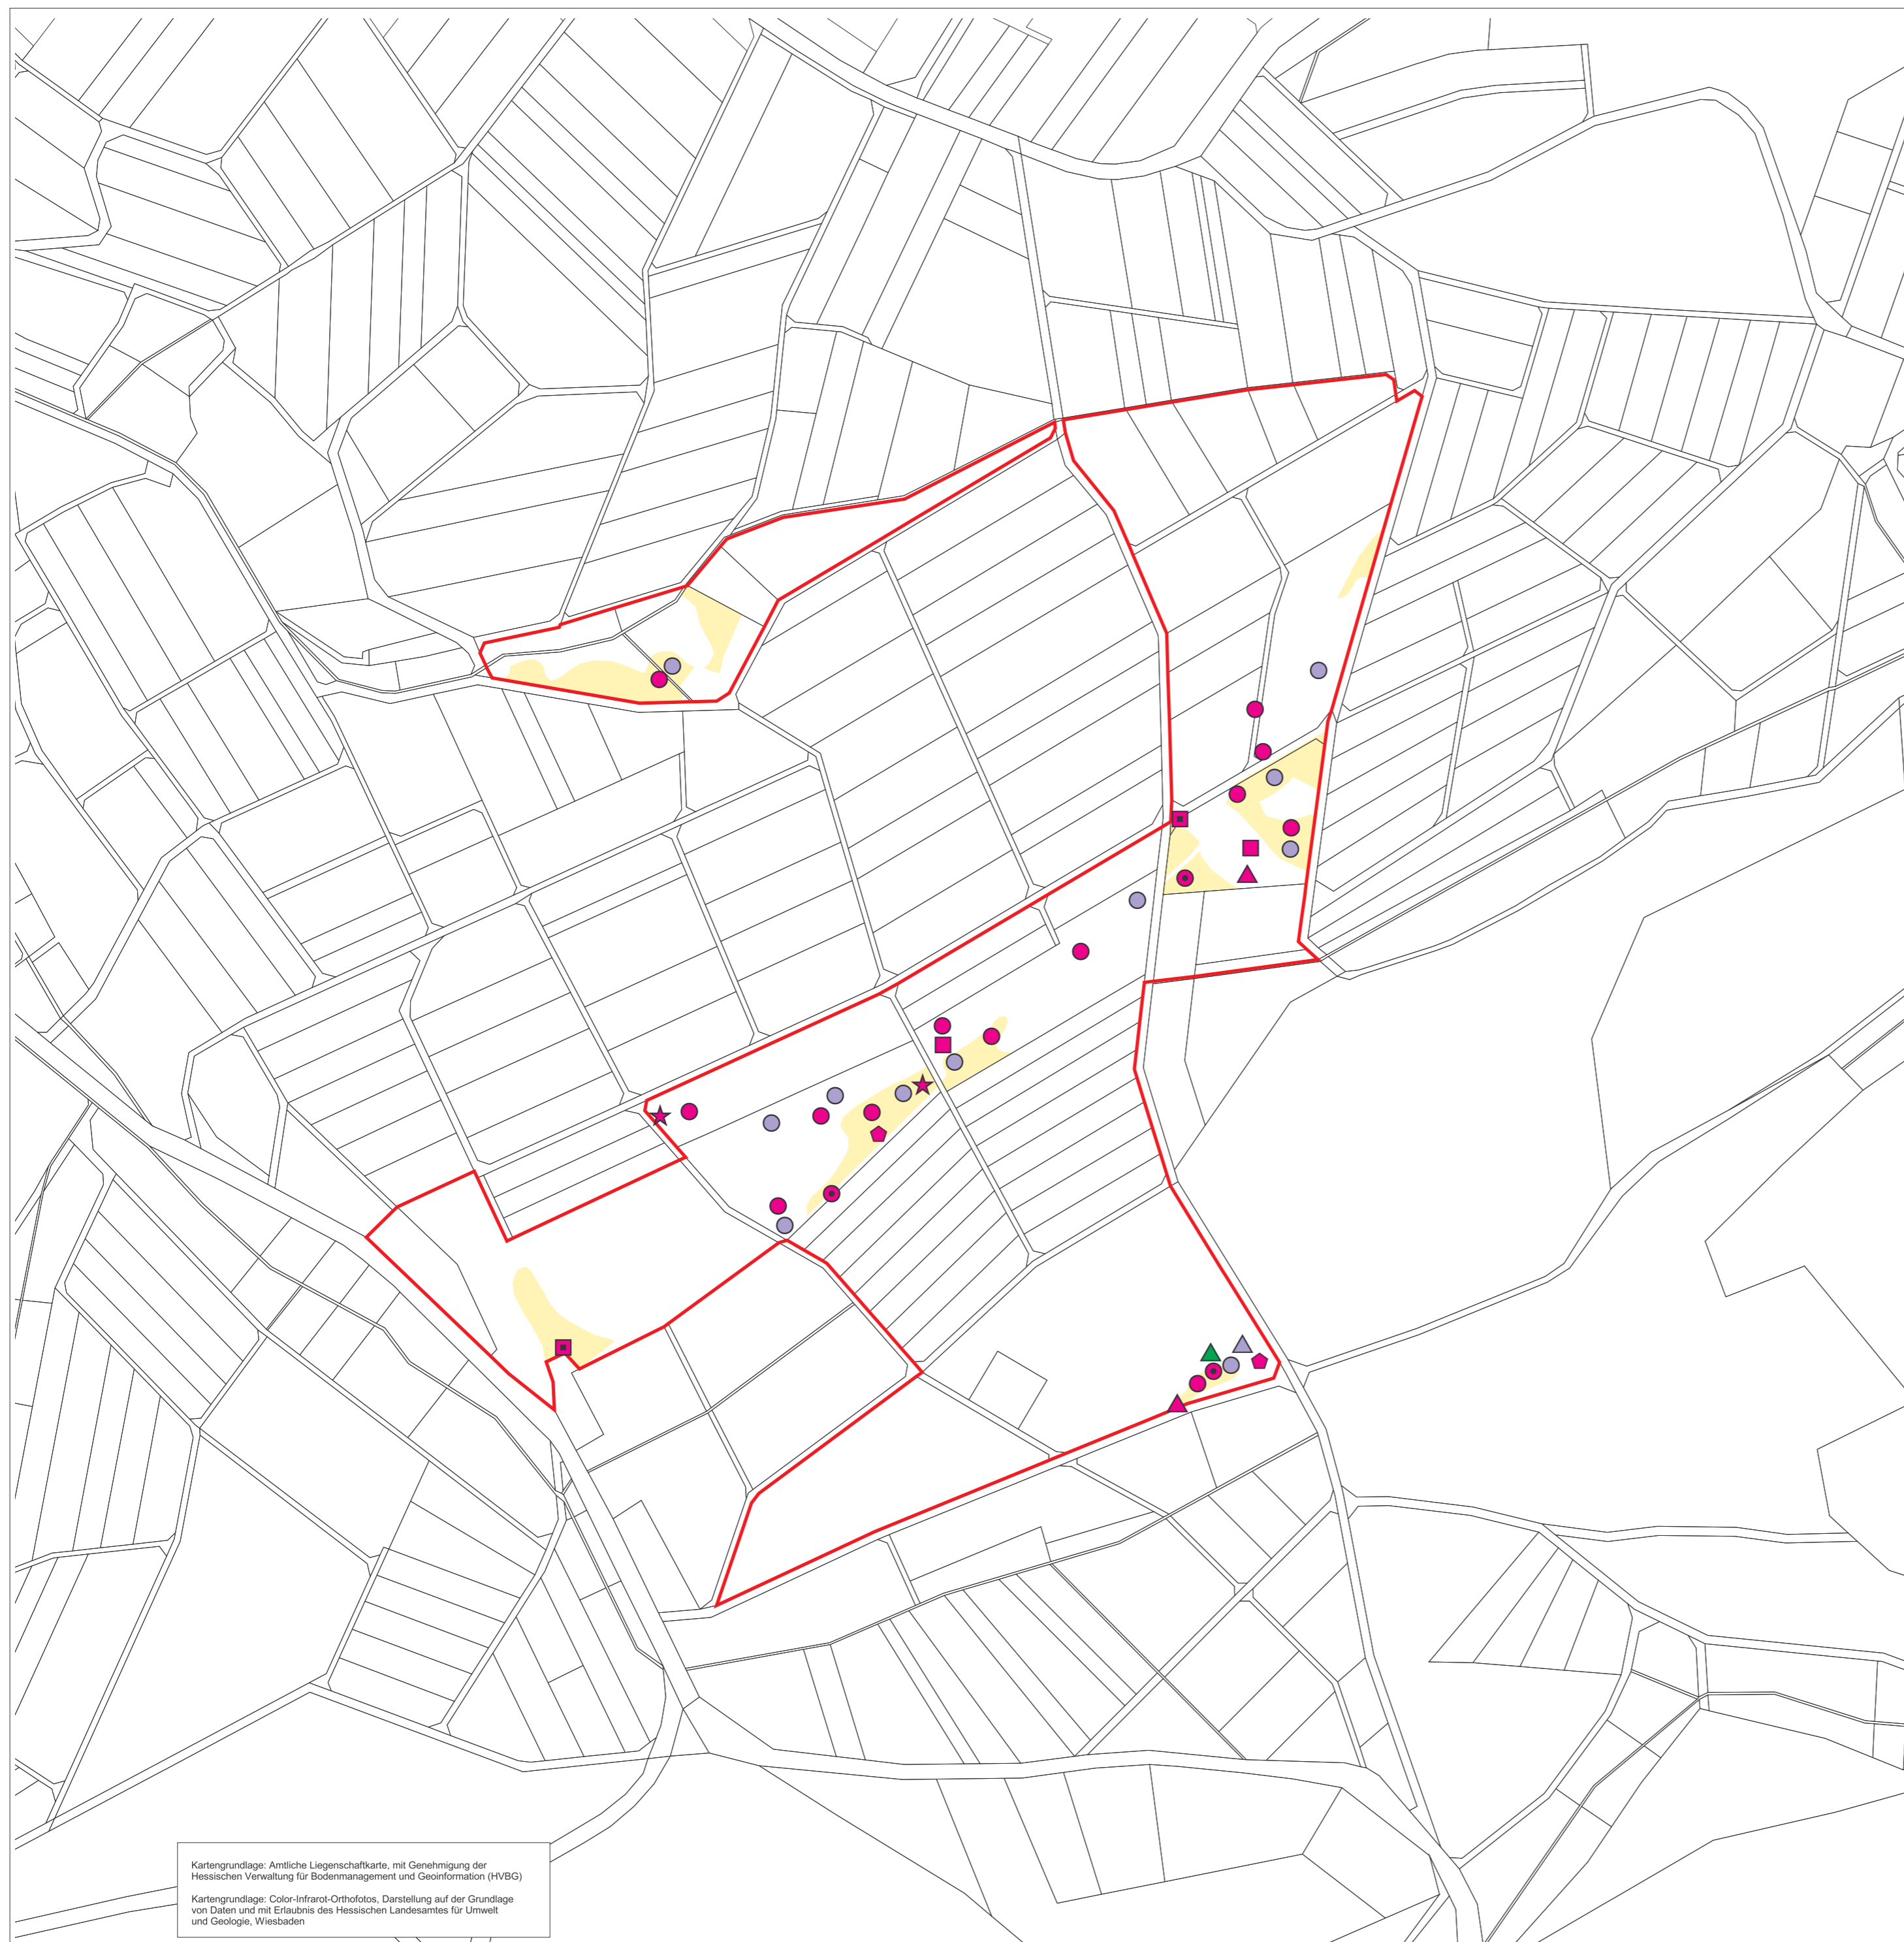 Kartengrundlage: Amtliche Liegenschaftkarte, mit Genehmigung der
Hessischen Verwaltung für Bodenmanagement und Geoinformation (HVBG)
Kartengrundlage: Color-Infrarot-Orthofotos, Darstellung auf der Grundlage
von Daten und mit Erlaubnis des Hessischen Landesamtes für Umwelt
und Geologie, Wiesbaden